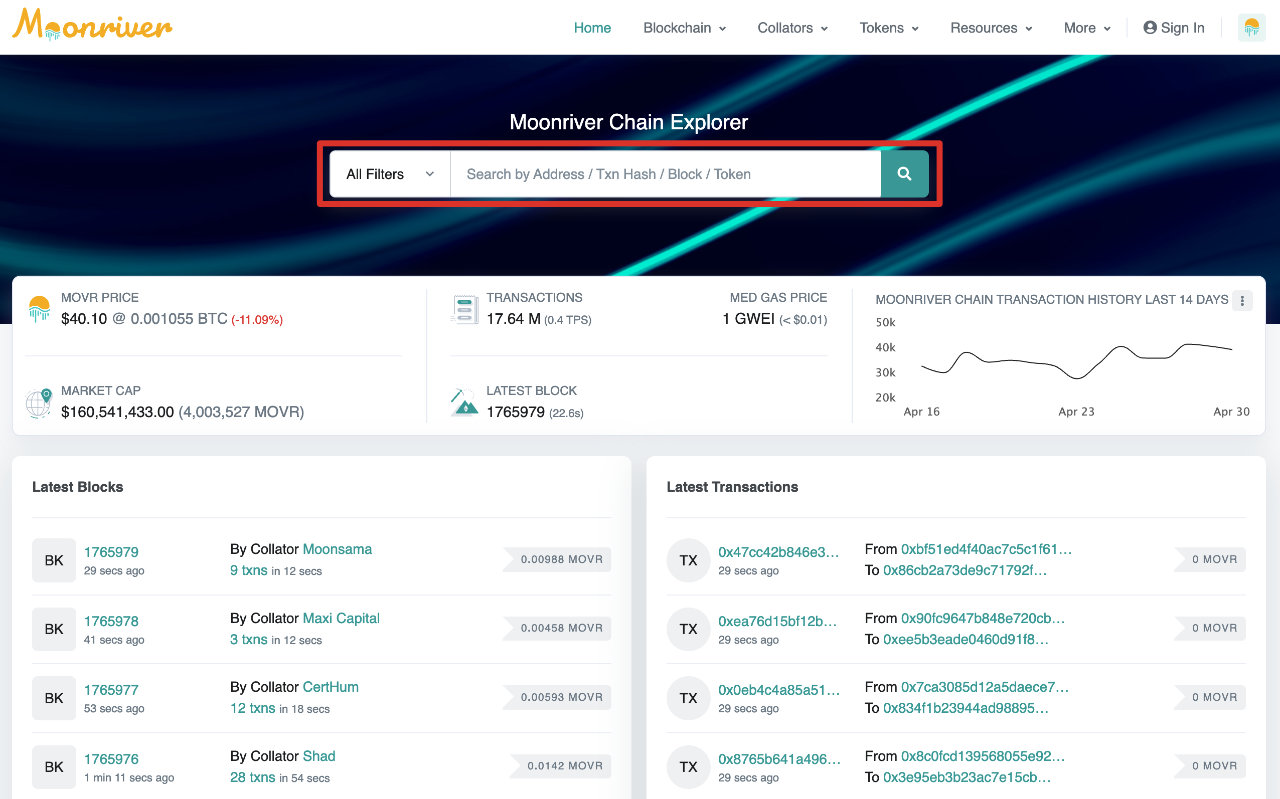 Moonriver
Home Blockchain Collators Tokens Resources More Sign In
Moonriver Chain Explorer
All Filters Search by Address / Txn Hash / Block / Token
MOVR PRICE
$40.10 @ 0.001055 BTC (-11.09%)
MARKET CAP
$160,541,433.00 (4,003,527 MOVR)
TRANSACTIONS MED GAS PRICE
17.64 M (0.4 TPS) 1 GWEI (< $0.01)
LATEST BLOCK
1765979 (22.6s)
MOONRIVER CHAIN TRANSACTION HISTORY LAST 14 DAYS
50k
40k
30k
20k
Apr 16 Apr 23 Apr 30
Latest Blocks
BK 1765979 By Collator Moonsama 0.00988 MOVR
29 secs ago 9 txns in 12 secs
BK 1765978 By Collator Maxi Capital 0.00458 MOVR
41 secs ago 3 txns in 12 secs
BK 1765977 By Collator CertHum 0.00593 MOVR
53 secs ago 12 txns in 18 secs
BK 1765976 By Collator Shad 0.0142 MOVR
1 min 11 secs ago 28 txns in 54 secs
Latest Transactions
TX 0x47cc42b846e3... From 0xbf51ed4f40ac7c5c1f61... 0 MOVR
29 secs ago To 0x86cb2a73de9c71792f...
TX 0xea76d15bf12b... From 0x90fc9647b848e720cb... 0 MOVR
29 secs ago To 0xee5b3eade0460d91f8...
TX 0x0eb4c4a85a51... From 0x7ca3085d12a5daece7... 0 MOVR
29 secs ago To 0x834f1b23944ad98895...
TX 0x8765b641a496... From 0x8c0fcd139568055e92... 0 MOVR
29 secs ago To 0x3e95eb3b23ac7e15cb...